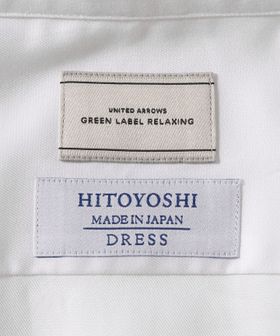 UNITED ARROWS
GREEN LABEL RELAXING
HITOYOSHI
MADE IN JAPAN
DRESS